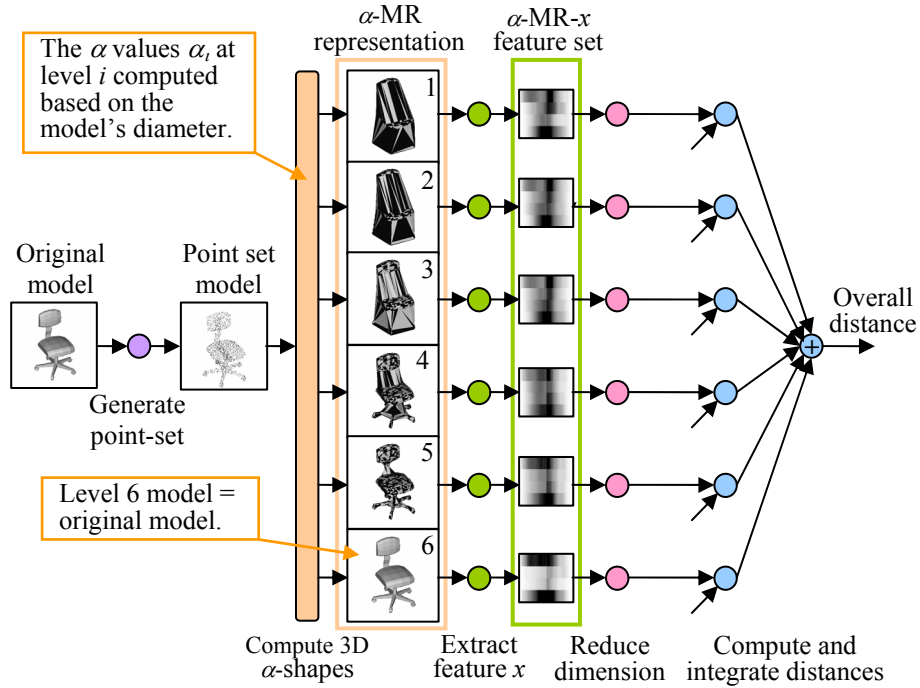 α-MR
representation
α-MR-x
feature set
The α values αᵢ at
level i computed
based on the
model's diameter.
1
2
3
4
5
6
Original
model
Point set
model
Generate
point-set
Level 6 model =
original model.
+
Overall
distance
Compute 3D
α-shapes
Extract
feature x
Reduce
dimension
Compute and
integrate distances